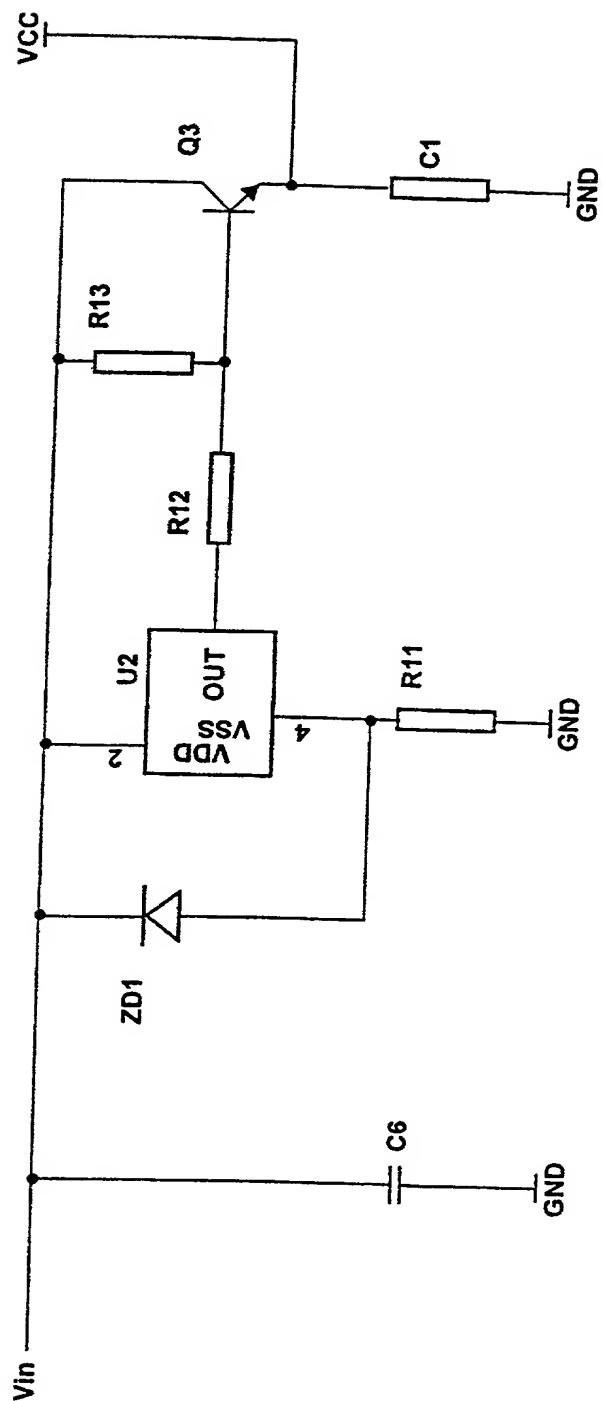 Vin
C6
GND
ZD1
2
VDD
VSS
4
U2
OUT
R11
GND
R12
R13
Q3
C1
GND
VCC